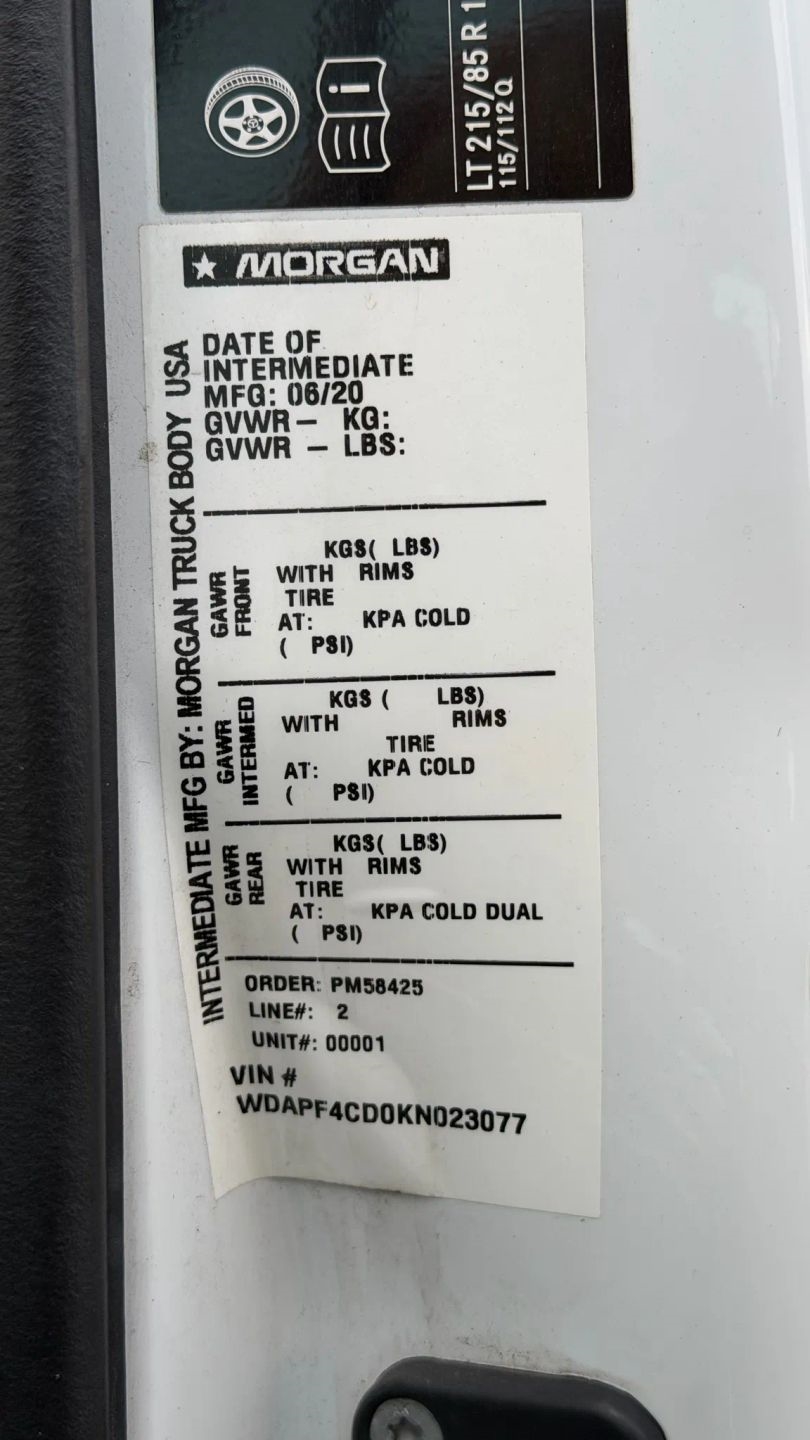 LT 215/85 R 1
115/112 Q
MORGAN
INTERMEDIATE MFG BY: MORGAN TRUCK BODY USA
DATE OF
INTERMEDIATE
MFG: 06/20
GVWR – KG:
GVWR – LBS:
GAWR
FRONT
KGS( LBS)
WITH RIMS
TIRE
AT: KPA COLD
( PSI)
GAWR
INTERMED
KGS ( LBS)
WITH RIMS
TIRE
AT: KPA COLD
( PSI)
GAWR
REAR
KGS( LBS)
WITH RIMS
TIRE
AT: KPA COLD DUAL
( PSI)
ORDER: PM58425
LINE#: 2
UNIT#: 00001
VIN #
WDAPF4CD0KN023077